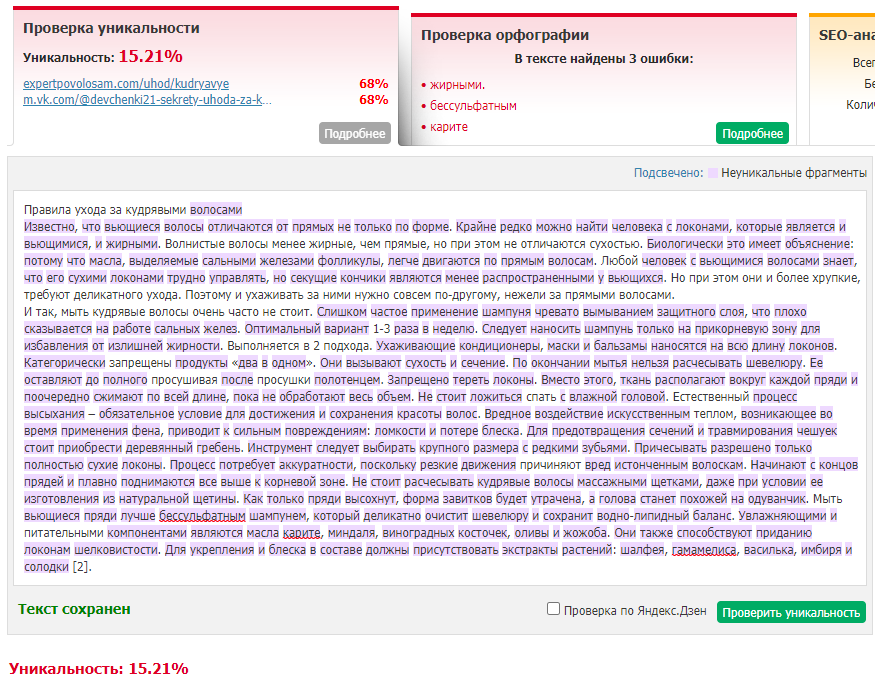 Проверка уникальности
Уникальность: 15.21%
expertpovolosam.com/uhod/kudryavye 68%
m.vk.com/@devchenki21-sekrety-uhoda-za-k... 68%
Подробнее
Проверка орфографии
В тексте найдены 3 ошибки:
• жирными.
• бессульфатным
• карите
Подробнее
SEO-ана
Всег
Бе
Колич
Подсвечено: Неуникальные фрагменты
Правила ухода за кудрявыми волосами
Известно, что вьющиеся волосы отличаются от прямых не только по форме. Крайне редко можно найти человека с локонами, которые является и
вьющимися, и жирными. Волнистые волосы менее жирные, чем прямые, но при этом не отличаются сухостью. Биологически это имеет объяснение:
потому что масла, выделяемые сальными железами фолликулы, легче двигаются по прямым волосам. Любой человек с вьющимися волосами знает,
что его сухими локонами трудно управлять, но секущие кончики являются менее распространенными у вьющихся. Но при этом они и более хрупкие,
требуют деликатного ухода. Поэтому и ухаживать за ними нужно совсем по-другому, нежели за прямыми волосами.
И так, мыть кудрявые волосы очень часто не стоит. Слишком частое применение шампуня чревато вымыванием защитного слоя, что плохо
сказывается на работе сальных желез. Оптимальный вариант 1-3 раза в неделю. Следует наносить шампунь только на прикорневую зону для
избавления от излишней жирности. Выполняется в 2 подхода. Ухаживающие кондиционеры, маски и бальзамы наносятся на всю длину локонов.
Категорически запрещены продукты «два в одном». Они вызывают сухость и сечение. По окончании мытья нельзя расчесывать шевелюру. Ее
оставляют до полного просушивая после просушки полотенцем. Запрещено тереть локоны. Вместо этого, ткань располагают вокруг каждой пряди и
поочередно сжимают по всей длине, пока не обработают весь объем. Не стоит ложиться спать с влажной головой. Естественный процесс
высыхания – обязательное условие для достижения и сохранения красоты волос. Вредное воздействие искусственным теплом, возникающее во
время применения фена, приводит к сильным повреждениям: ломкости и потере блеска. Для предотвращения сечений и травмирования чешуек
стоит приобрести деревянный гребень. Инструмент следует выбирать крупного размера с редкими зубьями. Причесывать разрешено только
полностью сухие локоны. Процесс потребует аккуратности, поскольку резкие движения причиняют вред истонченным волоскам. Начинают с концов
прядей и плавно поднимаются все выше к корневой зоне. Не стоит расчесывать кудрявые волосы массажными щетками, даже при условии ее
изготовления из натуральной щетины. Как только пряди высохнут, форма завитков будет утрачена, а голова станет похожей на одуванчик. Мыть
вьющиеся пряди лучше бессульфатным шампунем, который деликатно очистит шевелюру и сохранит водно-липидный баланс. Увлажняющими и
питательными компонентами являются масла карите, миндаля, виноградных косточек, оливы и жожоба. Они также способствуют приданию
локонам шелковистости. Для укрепления и блеска в составе должны присутствовать экстракты растений: шалфея, гамамелиса, василька, имбиря и
солодки [2].
Текст сохранен
Проверка по Яндекс.Дзен
Проверить уникальность
Уникальность: 15.21%